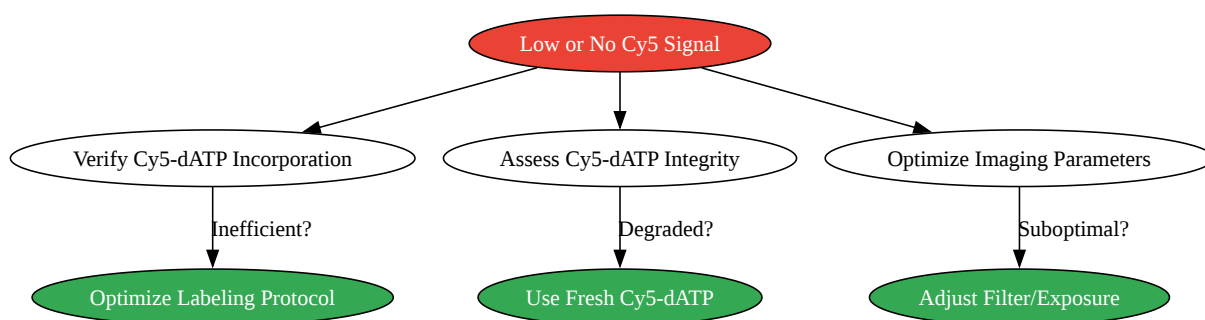 Low or No Cy5 Signal
Verify Cy5-dATP Incorporation
Assess Cy5-dATP Integrity
Optimize Imaging Parameters
Inefficient?
Degraded?
Suboptimal?
Optimize Labeling Protocol
Use Fresh Cy5-dATP
Adjust Filter/Exposure